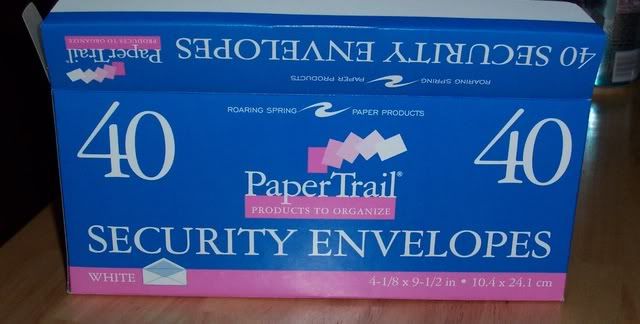 40 SECURITY ENVELOPES
PaperTrail
PRODUCTS TO ORGANIZE
ROARING SPRING PAPER PRODUCTS
ROARING SPRING PAPER PRODUCTS
40
40
PaperTrail®
PRODUCTS TO ORGANIZE
SECURITY ENVELOPES
WHITE
4-1/8 x 9-1/2 in • 10.4 x 24.1 cm